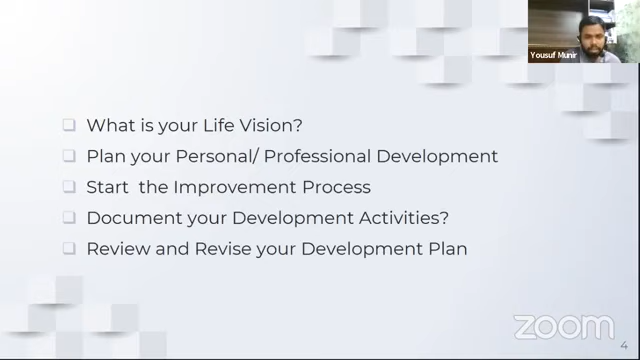 Yousuf Munir
What is your Life Vision?
Plan your Personal/ Professional Development
Start the Improvement Process
Document your Development Activities?
Review and Revise your Development Plan
zoom
4